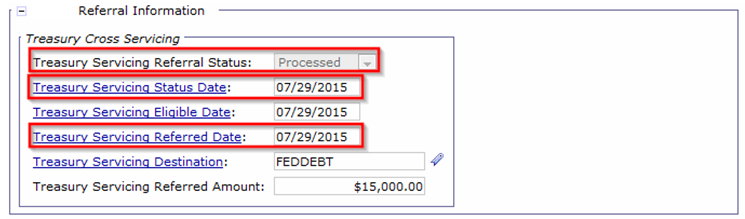 Referral Information
Treasury Cross Servicing
Treasury Servicing Referral Status: Processed
Treasury Servicing Status Date: 07/29/2015
Treasury Servicing Eligible Date: 07/29/2015
Treasury Servicing Referred Date: 07/29/2015
Treasury Servicing Destination: FEDDEBT
Treasury Servicing Referred Amount: $15,000.00